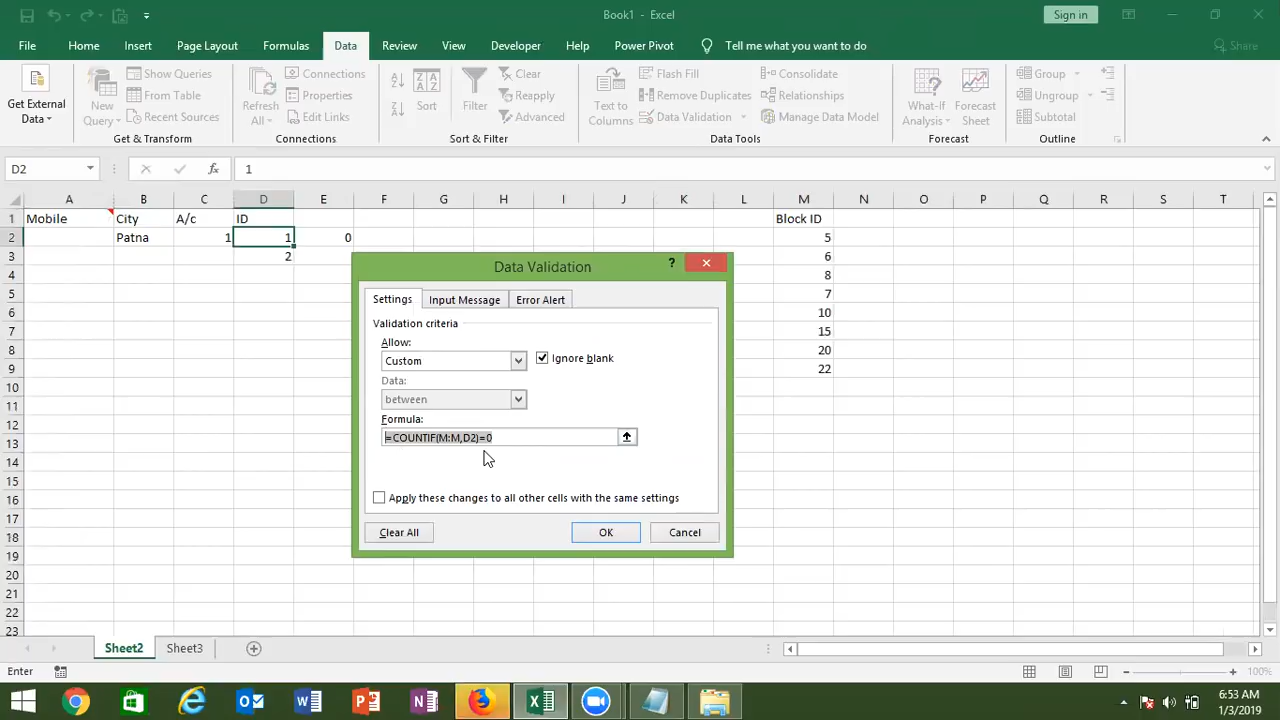 Book1 - Excel
Sign in
File Home Insert Page Layout Formulas Data Review View Developer Help Power Pivot Tell me what you want to do Share
Get External Data
New Query
Show Queries
From Table
Recent Sources
Get & Transform
Refresh All
Connections
Properties
Edit Links
Connections
Sort
Filter
Clear
Reapply
Advanced
Sort & Filter
Text to Columns
Flash Fill
Remove Duplicates
Data Validation
Consolidate
Relationships
Manage Data Model
Data Tools
What-If Analysis
Forecast Sheet
Forecast
Group
Ungroup
Subtotal
Outline
D2 fx 1
A B C D E F G H I J K L M N O P Q R S T
1 Mobile City A/c ID Block ID
2 Patna 1 1 0 5
3 2 6
4 8
5 7
6 10
7 15
8 20
9 22
10
11
12
13
14
15
16
17
18
19
20
21
22
23
Data Validation ?
Settings Input Message Error Alert
Validation criteria
Allow:
Custom Ignore blank
Data:
between
Formula:
=COUNTIF(M:M,D2)=0
Apply these changes to all other cells with the same settings
Clear All OK Cancel
Sheet2 Sheet3
Enter 100%
6:53 AM
1/3/2019